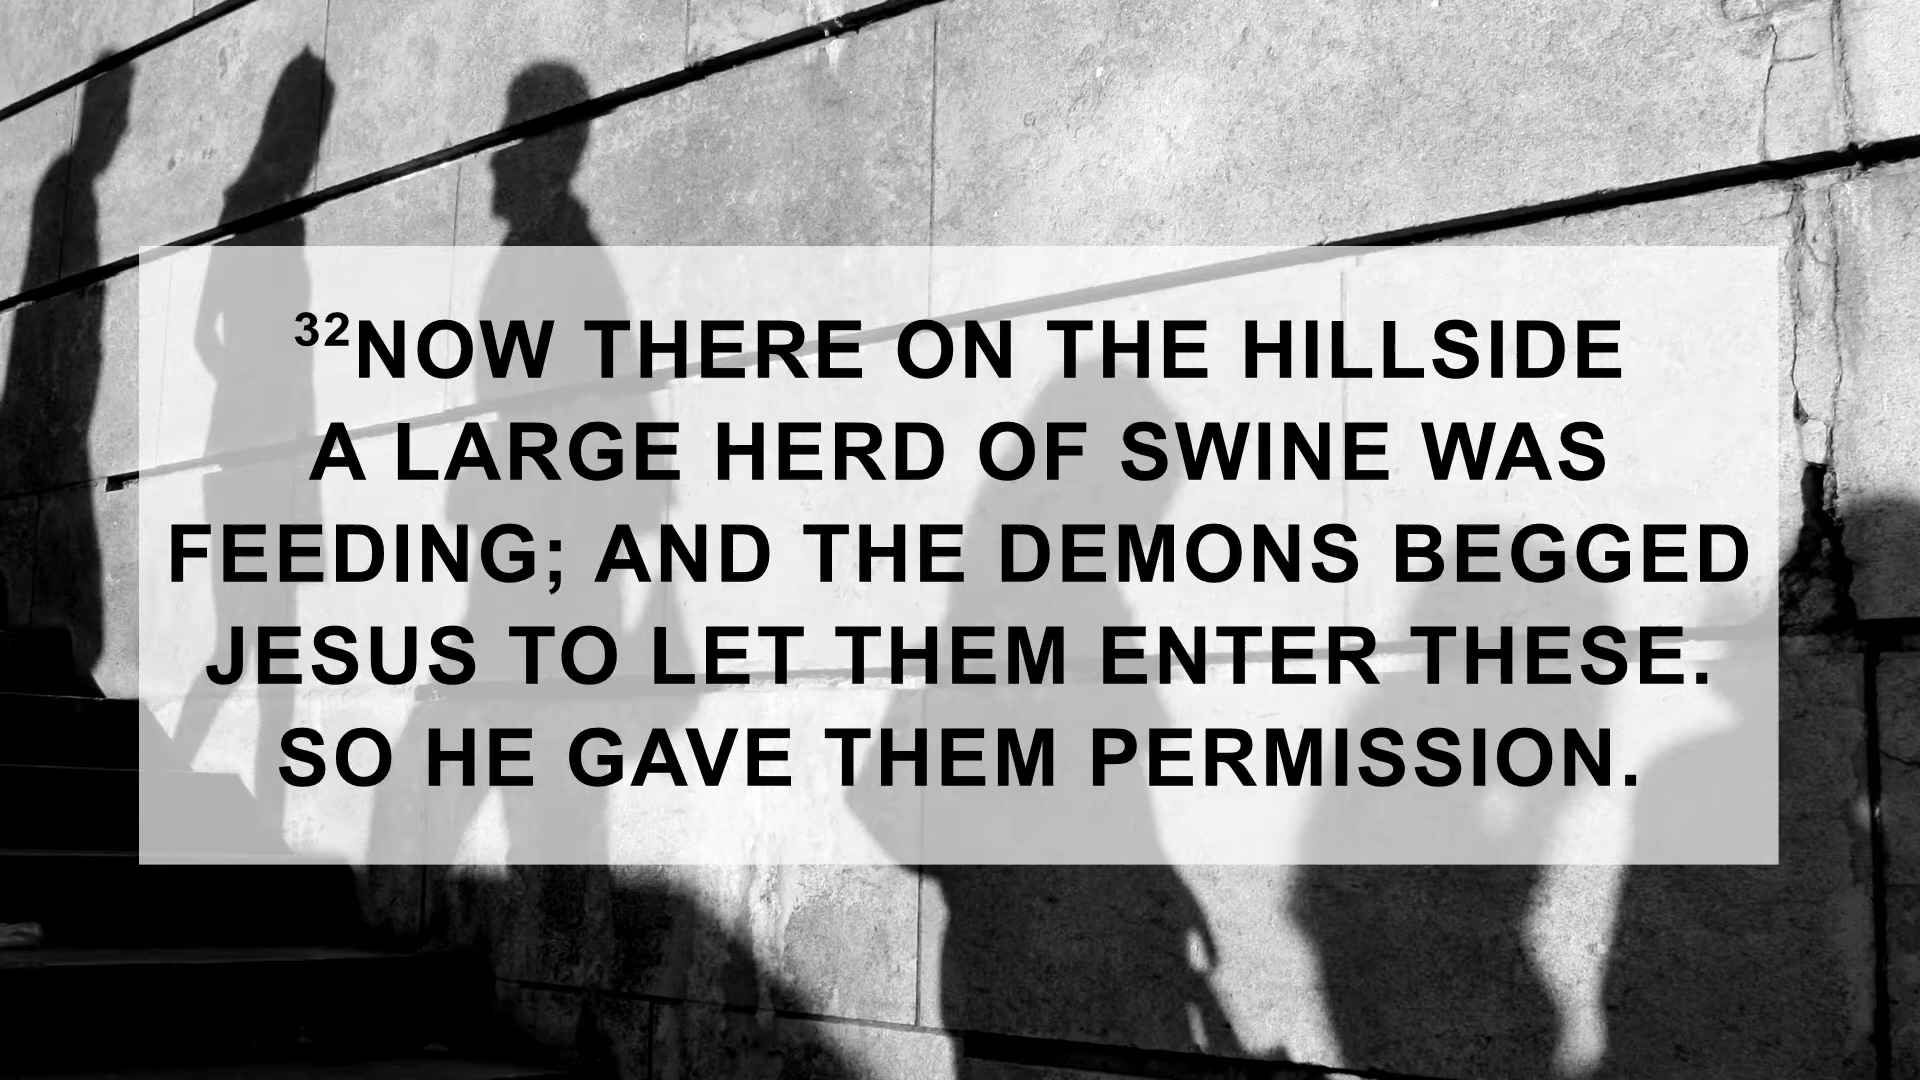 ³²NOW THERE ON THE HILLSIDE
A LARGE HERD OF SWINE WAS
FEEDING; AND THE DEMONS BEGGED
JESUS TO LET THEM ENTER THESE.
SO HE GAVE THEM PERMISSION.